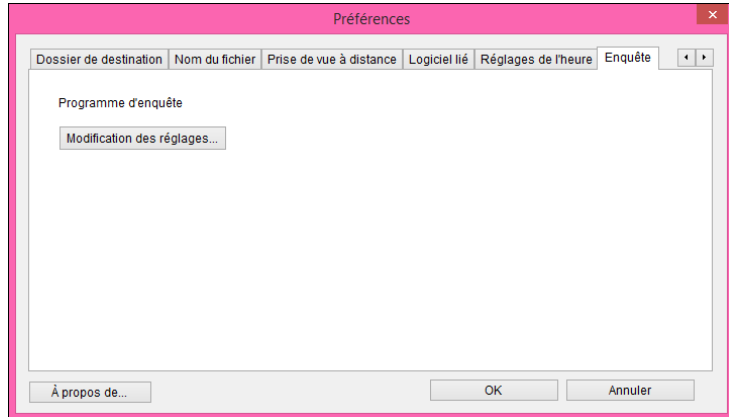 Préférences
Dossier de destination Nom du fichier Prise de vue à distance Logiciel lié Réglages de l'heure Enquête
Programme d'enquête
Modification des réglages...
À propos de... OK Annuler